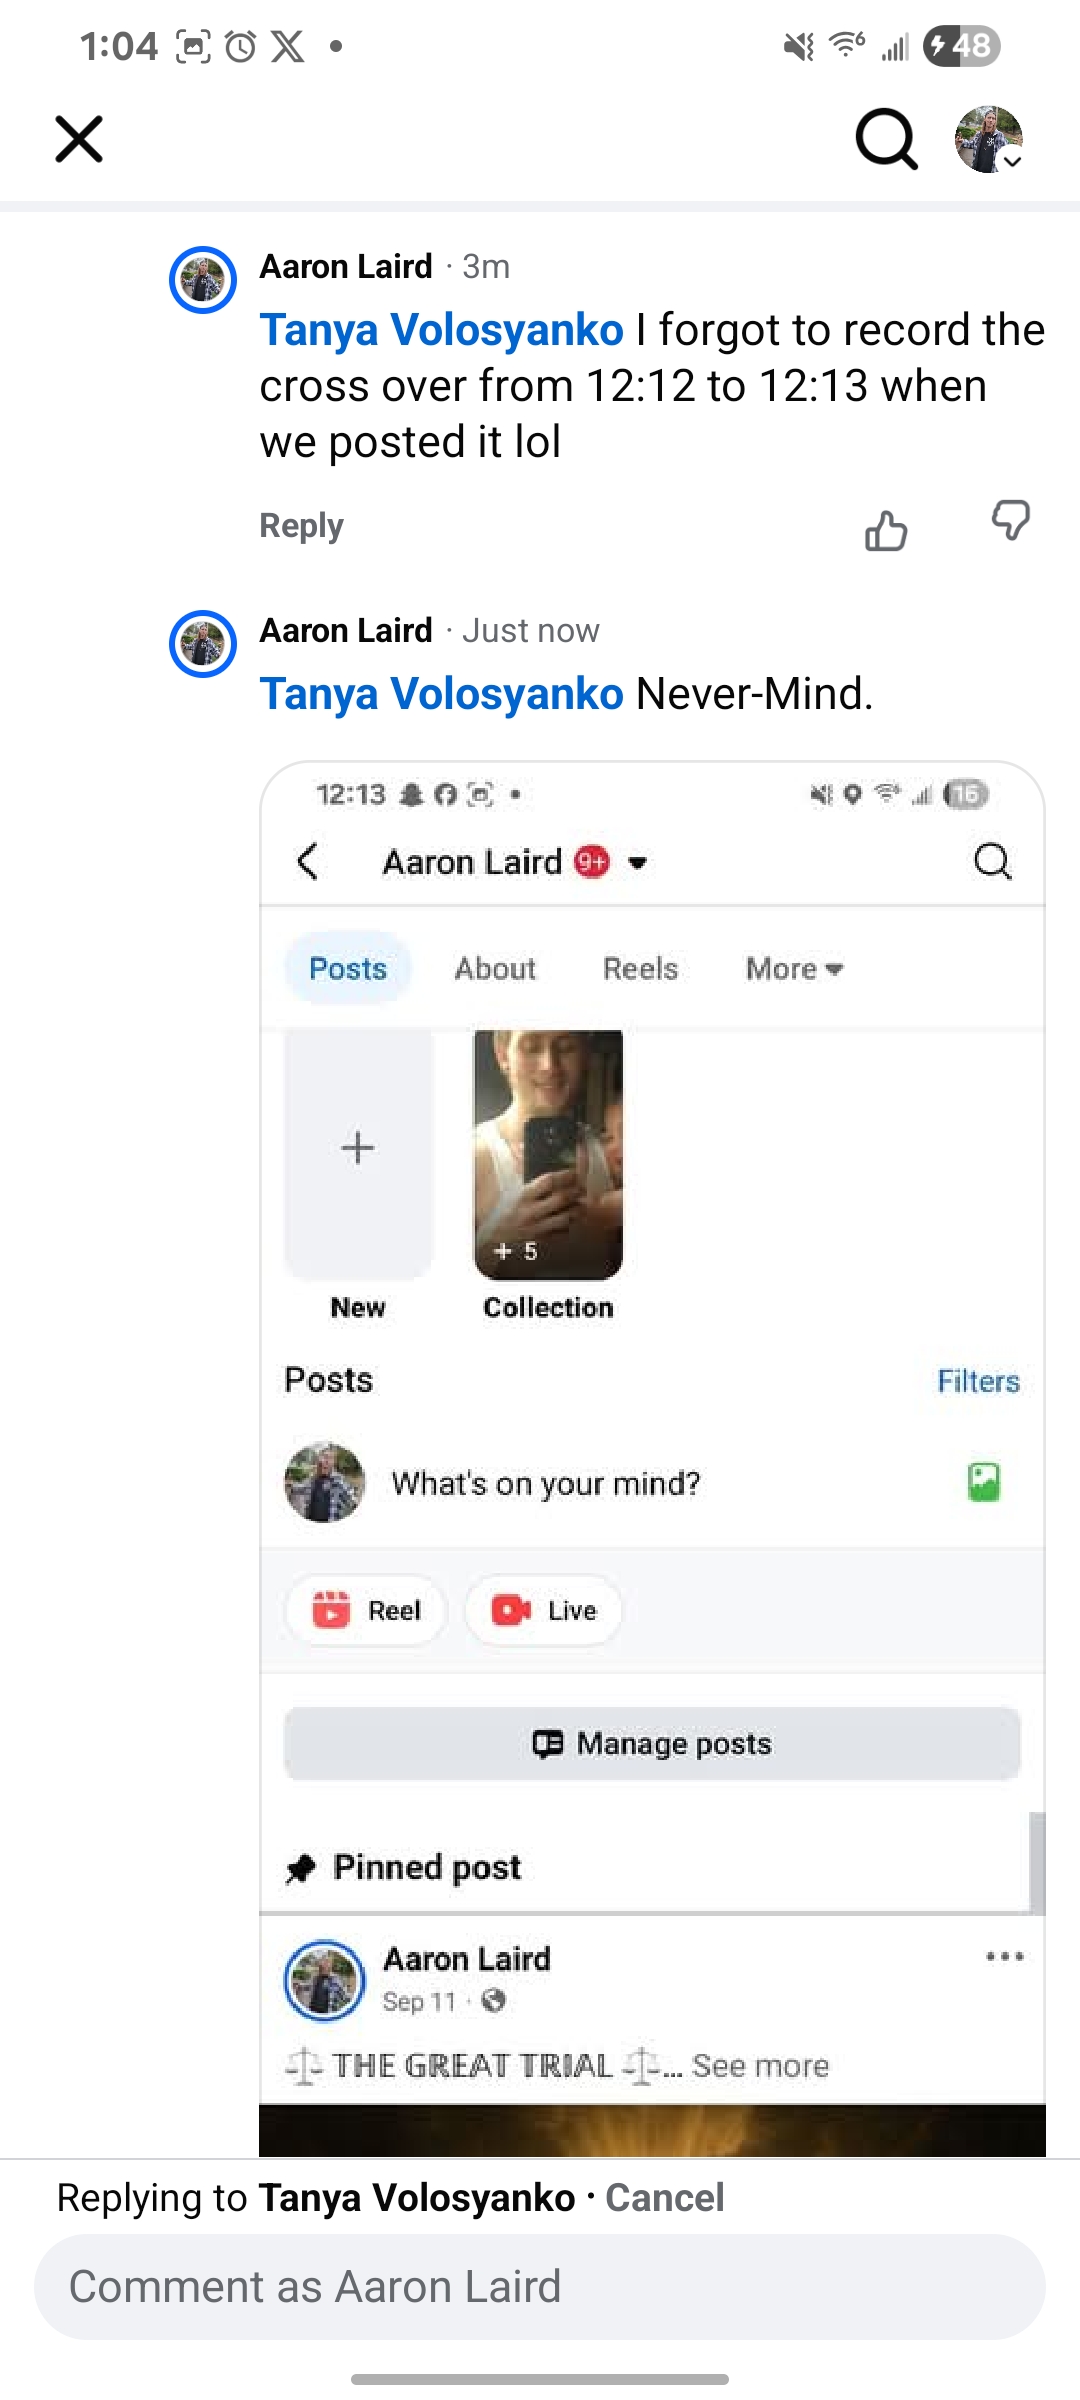 1:04
48
Aaron Laird · 3m
Tanya Volosyanko I forgot to record the
cross over from 12:12 to 12:13 when
we posted it lol
Reply
Aaron Laird · Just now
Tanya Volosyanko Never-Mind.
12:13
15
Aaron Laird 9+
Posts About Reels More
+ 5
New Collection
Posts Filters
What's on your mind?
Reel Live
Manage posts
Pinned post
Aaron Laird
Sep 11 ·
⚖ THE GREAT TRIAL ⚖... See more
Replying to Tanya Volosyanko · Cancel
Comment as Aaron Laird